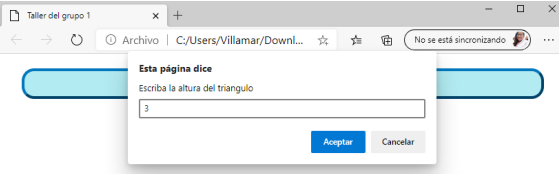 Taller del grupo 1
Archivo | C:/Users/Villamar/Downl...
No se está sincronizando
Esta página dice
Escriba la altura del triangulo
3
Aceptar
Cancelar